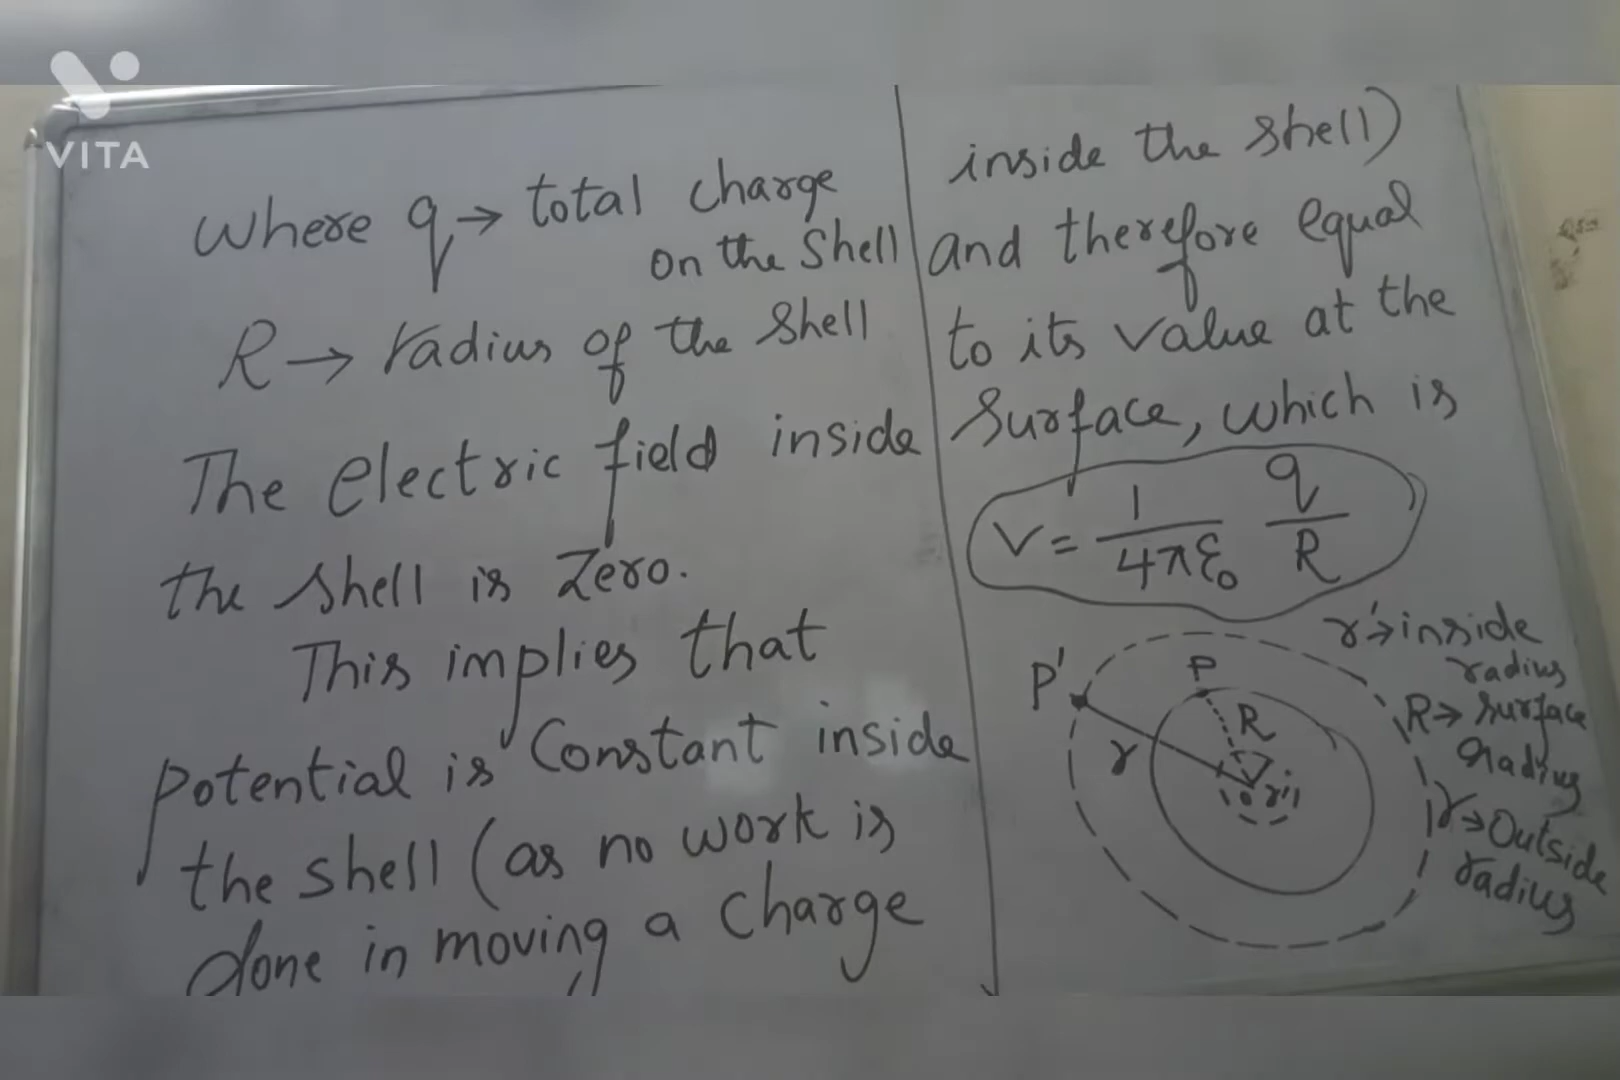 VITA
Where q → total charge
on the Shell
R → radius of the Shell
The electric field inside
the shell is Zero.
This implies that
potential is Constant inside
the shell (as no work is
done in moving a charge
inside the shell)
and therefore equal
to its value at the
Surface, which is
V = 1/4πε₀ q/R
r' → inside
radius
R → Surface
radius
r → Outside
radius
P'
P
R
r
o r'